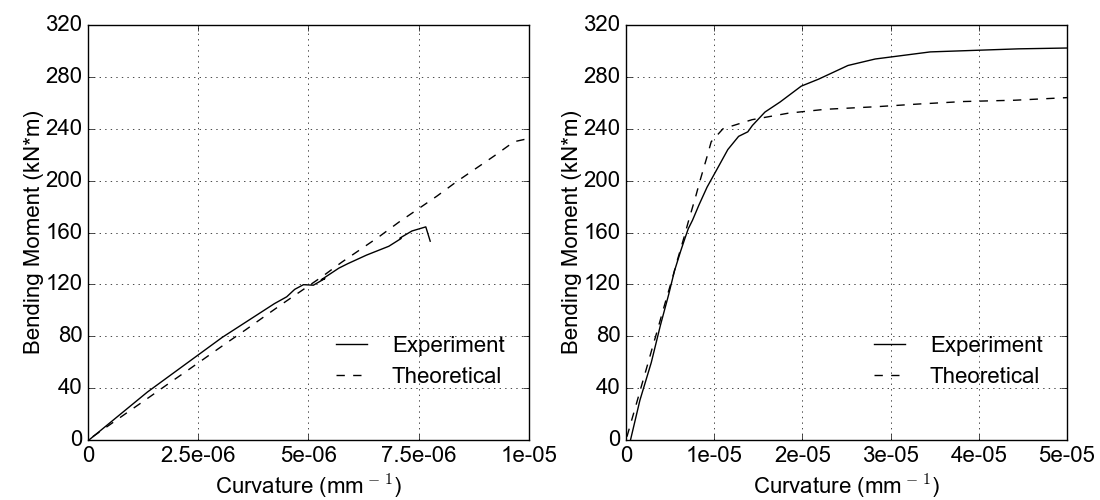 320
280
240
200
160
120
80
40
0
Bending Moment (kN*m)
Experiment
Theoretical
0 2.5e-06 5e-06 7.5e-06 1e-05
Curvature (mm⁻¹)
320
280
240
200
160
120
80
40
0
Bending Moment (kN*m)
Experiment
Theoretical
0 1e-05 2e-05 3e-05 4e-05 5e-05
Curvature (mm⁻¹)